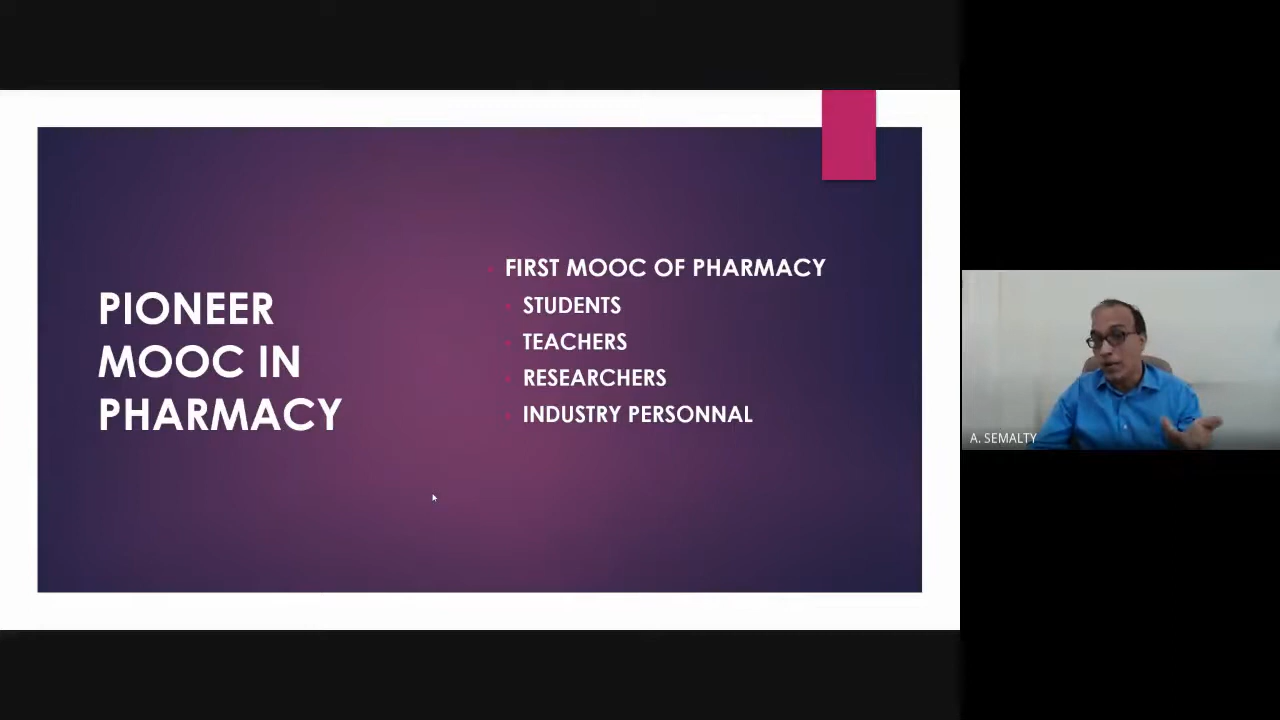 PIONEER
MOOC IN
PHARMACY
FIRST MOOC OF PHARMACY
STUDENTS
TEACHERS
RESEARCHERS
INDUSTRY PERSONNAL
A. SEMALTY